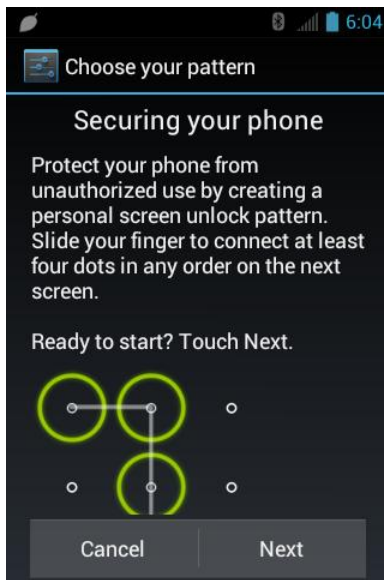 6:04
Choose your pattern
Securing your phone
Protect your phone from
unauthorized use by creating a
personal screen unlock pattern.
Slide your finger to connect at least
four dots in any order on the next
screen.
Ready to start? Touch Next.
Cancel
Next